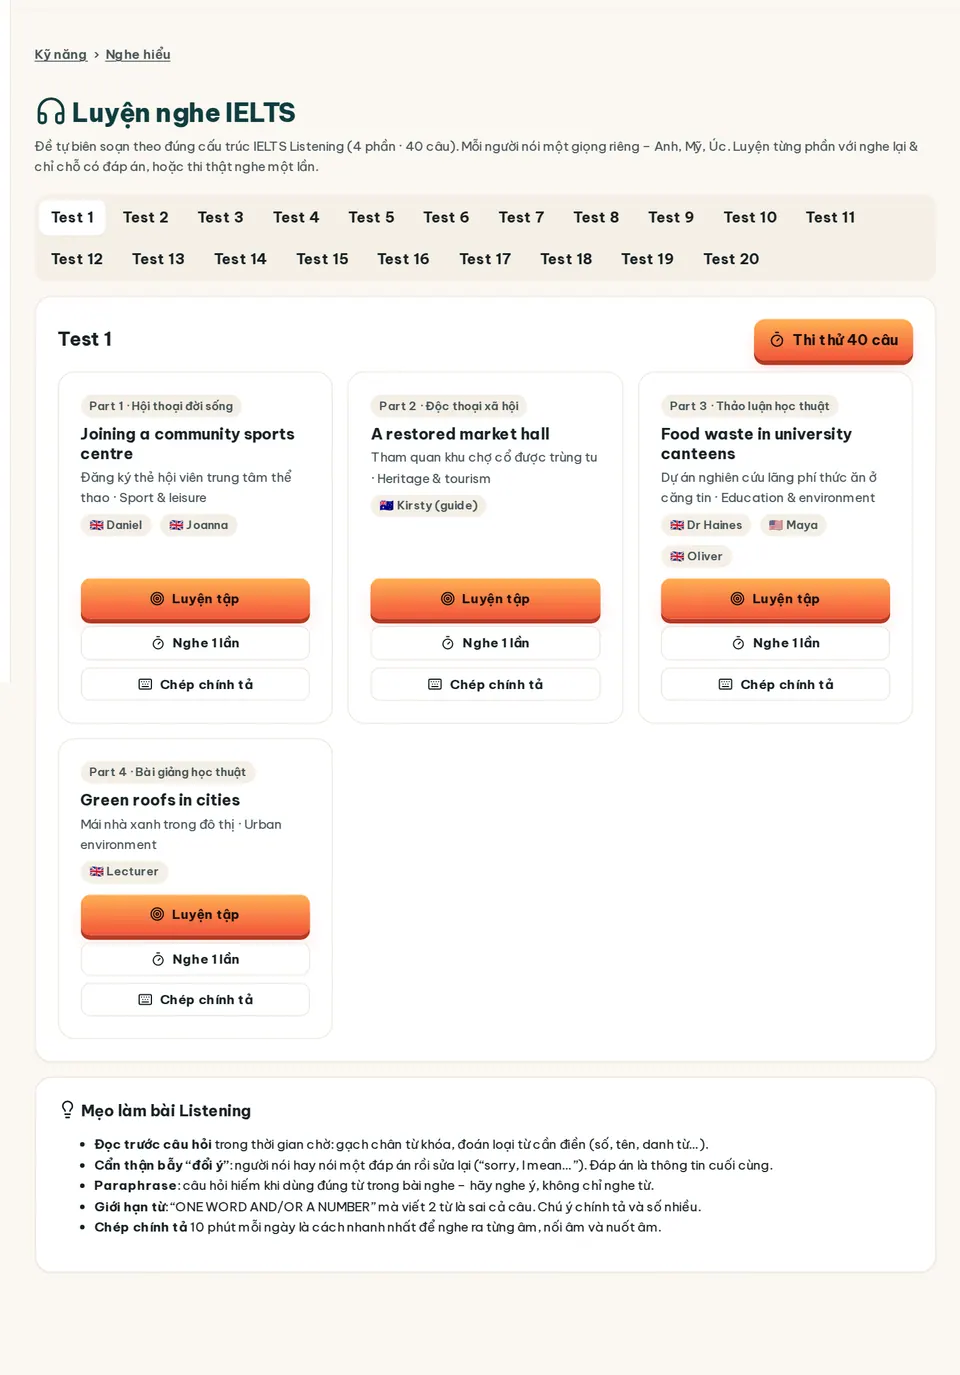 Kỹ năng › Nghe hiểu
Luyện nghe IELTS
Đề tự biên soạn theo đúng cấu trúc IELTS Listening (4 phần · 40 câu). Mỗi người nói một giọng riêng – Anh, Mỹ, Úc. Luyện từng phần với nghe lại &
chỉ chỗ có đáp án, hoặc thi thật nghe một lần.
Test 1 Test 2 Test 3 Test 4 Test 5 Test 6 Test 7 Test 8 Test 9 Test 10 Test 11
Test 12 Test 13 Test 14 Test 15 Test 16 Test 17 Test 18 Test 19 Test 20
Test 1
Thi thử 40 câu
Part 1 · Hội thoại đời sống
Joining a community sports
centre
Đăng ký thẻ hội viên trung tâm thể
thao · Sport & leisure
Daniel Joanna
Luyện tập
Nghe 1 lần
Chép chính tả
Part 2 · Độc thoại xã hội
A restored market hall
Tham quan khu chợ cổ được trùng tu
· Heritage & tourism
Kirsty (guide)
Luyện tập
Nghe 1 lần
Chép chính tả
Part 3 · Thảo luận học thuật
Food waste in university
canteens
Dự án nghiên cứu lãng phí thức ăn ở
căng tin · Education & environment
Dr Haines Maya
Oliver
Luyện tập
Nghe 1 lần
Chép chính tả
Part 4 · Bài giảng học thuật
Green roofs in cities
Mái nhà xanh trong đô thị · Urban
environment
Lecturer
Luyện tập
Nghe 1 lần
Chép chính tả
Mẹo làm bài Listening
• Đọc trước câu hỏi trong thời gian chờ: gạch chân từ khóa, đoán loại từ cần điền (số, tên, danh từ...).
• Cẩn thận bẫy “đổi ý”: người nói hay nói một đáp án rồi sửa lại (“sorry, I mean...”). Đáp án là thông tin cuối cùng.
• Paraphrase: câu hỏi hiếm khi dùng đúng từ trong bài nghe – hãy nghe ý, không chỉ nghe từ.
• Giới hạn từ: “ONE WORD AND/OR A NUMBER” mà viết 2 từ là sai cả câu. Chú ý chính tả và số nhiều.
• Chép chính tả 10 phút mỗi ngày là cách nhanh nhất để nghe ra từng âm, nối âm và nuốt âm.